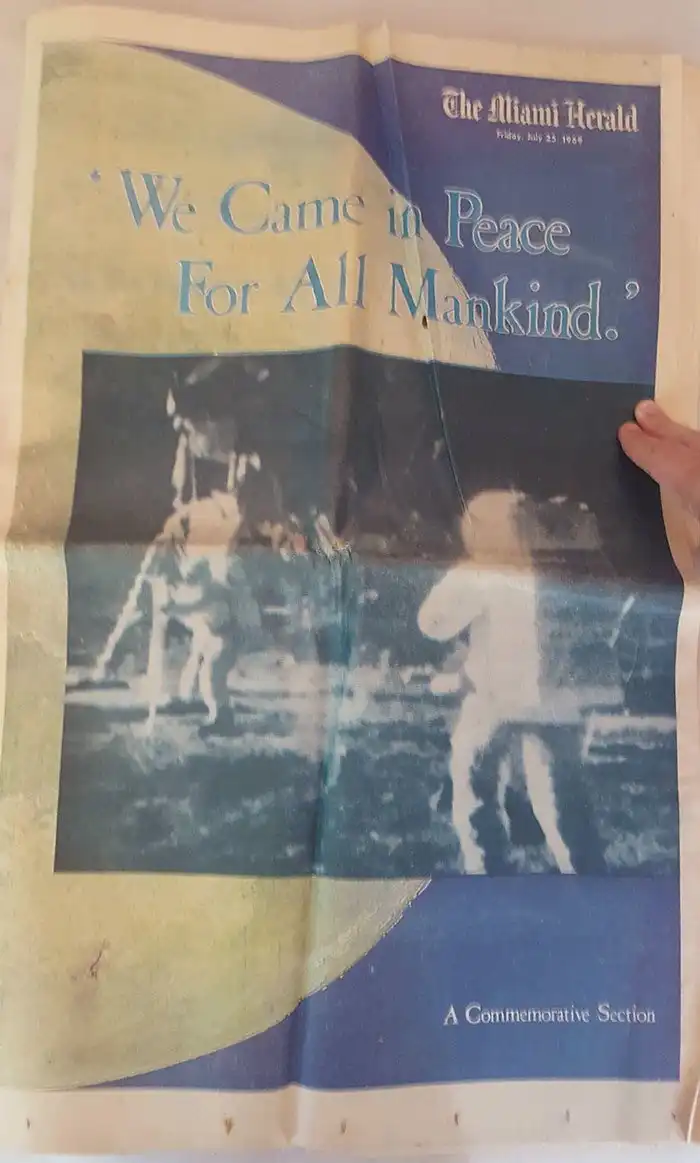 The Miami Herald
Friday, July 25, 1969
‘We Came in Peace
For All Mankind.’
A Commemorative Section